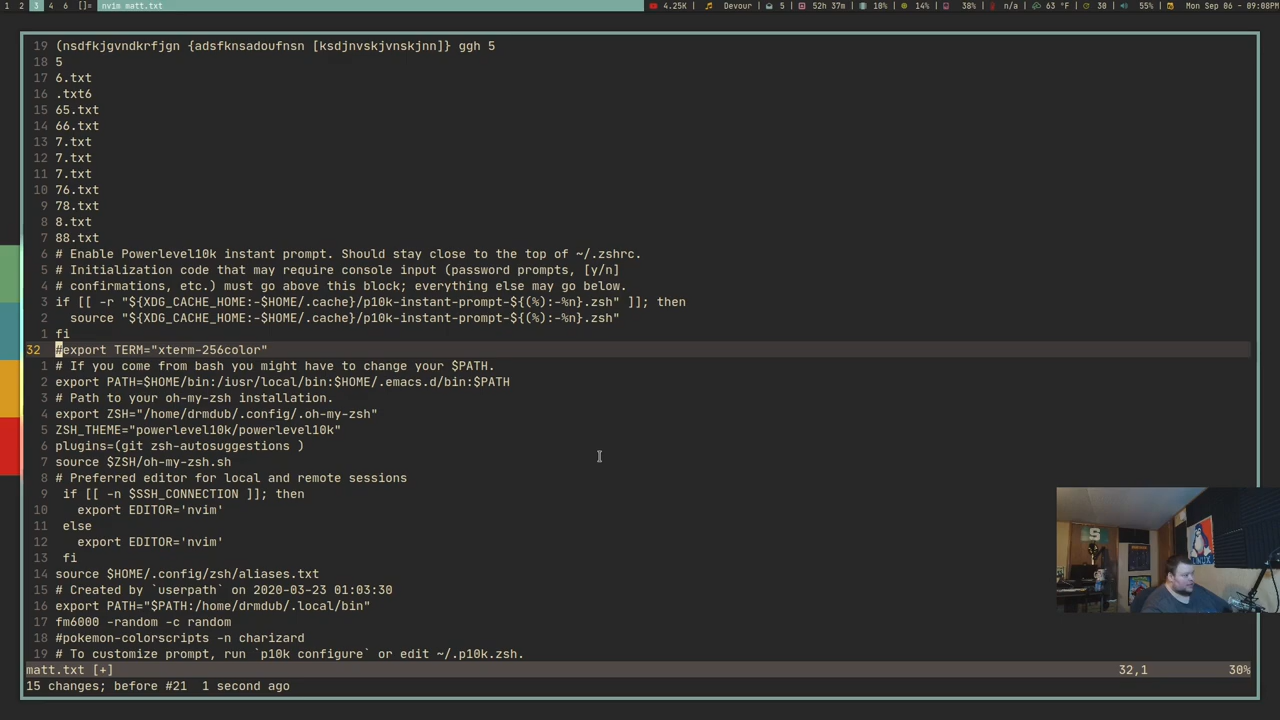 1 2 3 4 6 []= nvim matt.txt 4.25K Devour 5 52h 37m 10% 14% 38% n/a 63 °F 30 55% Mon Sep 06 - 09:08PM
19 (nsdfkjgvndkrfjgn {adsfknsadoufnsn [ksdjnvskjvnskjnn]} ggh 5
18 5
17 6.txt
16 .txt6
15 65.txt
14 66.txt
13 7.txt
12 7.txt
11 7.txt
10 76.txt
9 78.txt
8 8.txt
7 88.txt
6 # Enable Powerlevel10k instant prompt. Should stay close to the top of ~/.zshrc.
5 # Initialization code that may require console input (password prompts, [y/n]
4 # confirmations, etc.) must go above this block; everything else may go below.
3 if [[ -r "${XDG_CACHE_HOME:-$HOME/.cache}/p10k-instant-prompt-${(%):-%n}.zsh" ]]; then
2   source "${XDG_CACHE_HOME:-$HOME/.cache}/p10k-instant-prompt-${(%):-%n}.zsh"
1 fi
32 #export TERM="xterm-256color"
1 # If you come from bash you might have to change your $PATH.
2 export PATH=$HOME/bin:/iusr/local/bin:$HOME/.emacs.d/bin:$PATH
3 # Path to your oh-my-zsh installation.
4 export ZSH="/home/drmdub/.config/.oh-my-zsh"
5 ZSH_THEME="powerlevel10k/powerlevel10k"
6 plugins=(git zsh-autosuggestions )
7 source $ZSH/oh-my-zsh.sh
8 # Preferred editor for local and remote sessions
9  if [[ -n $SSH_CONNECTION ]]; then
10    export EDITOR='nvim'
11  else
12    export EDITOR='nvim'
13  fi
14 source $HOME/.config/zsh/aliases.txt
15 # Created by `userpath` on 2020-03-23 01:03:30
16 export PATH="$PATH:/home/drmdub/.local/bin"
17 fm6000 -random -c random
18 #pokemon-colorscripts -n charizard
19 # To customize prompt, run `p10k configure` or edit ~/.p10k.zsh.
matt.txt [+] 32,1 30%
15 changes; before #21  1 second ago
S
LINUX